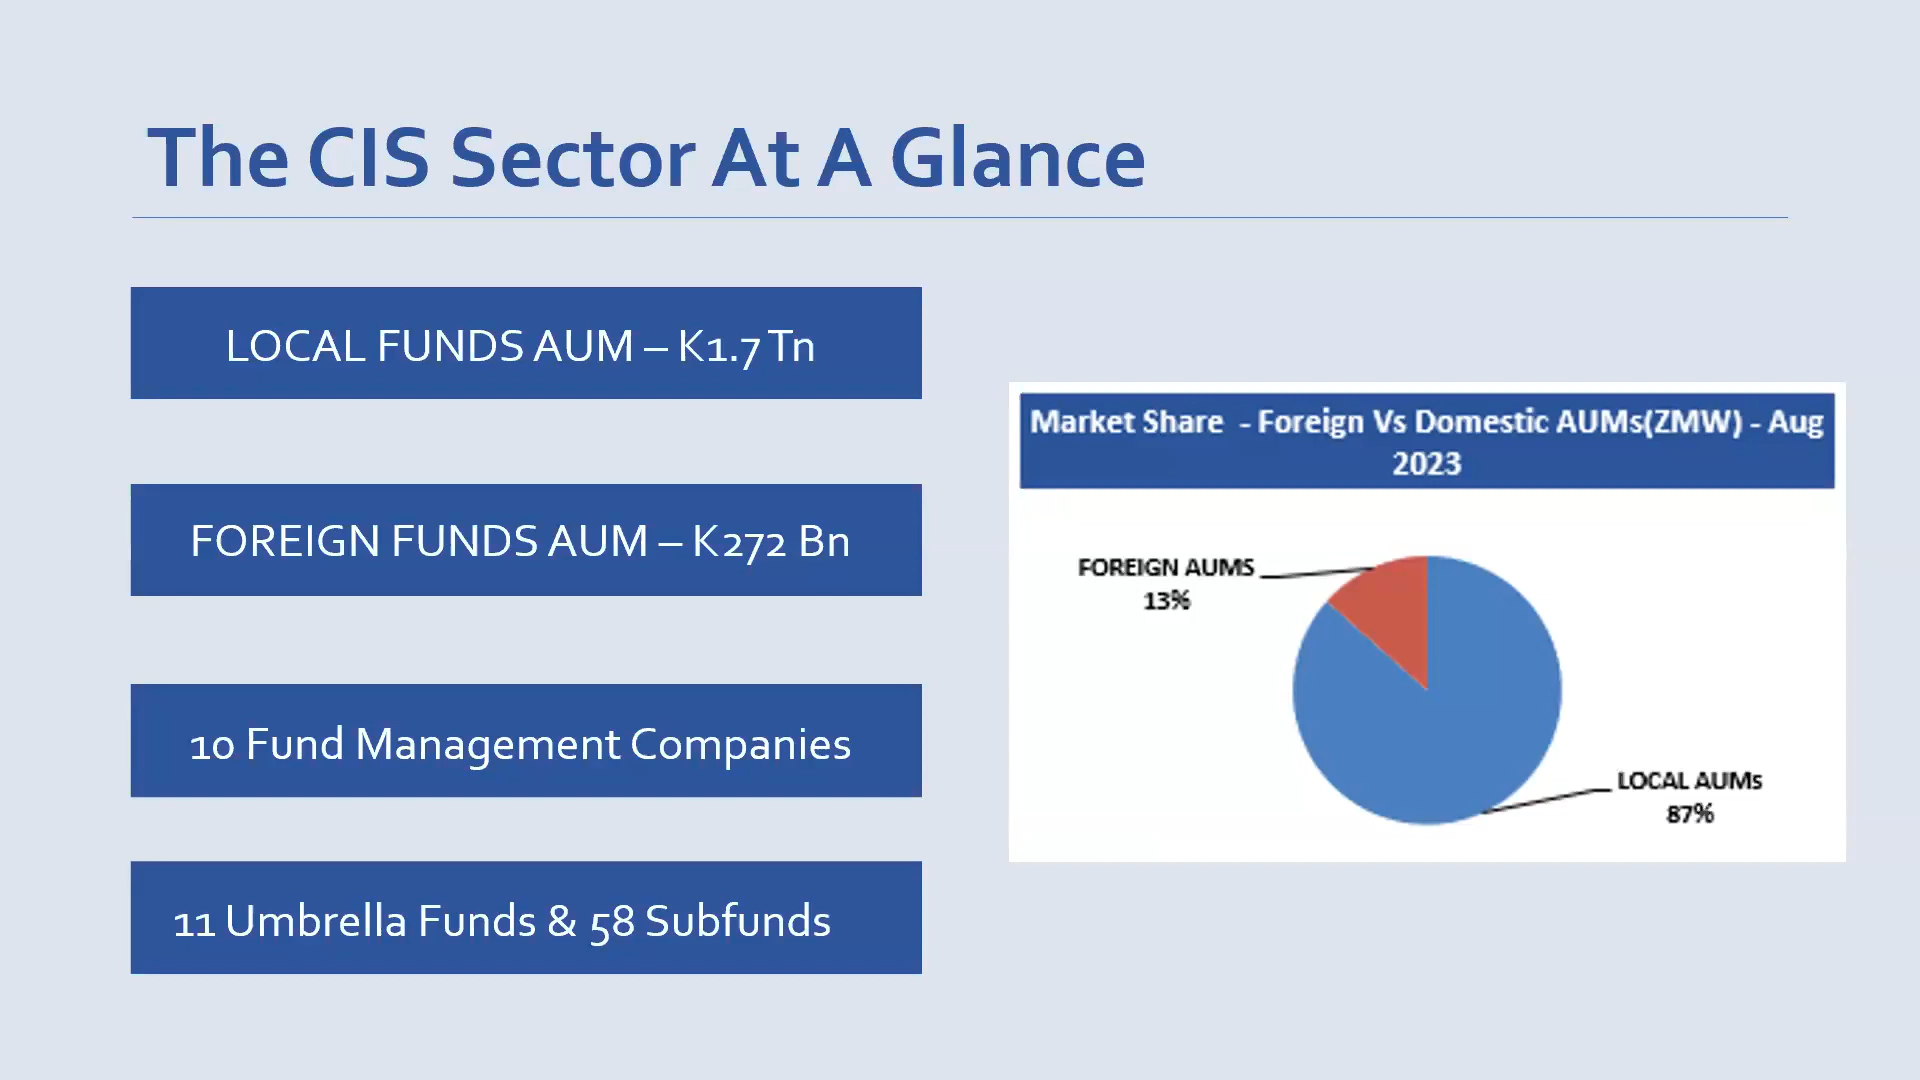 The CIS Sector At A Glance
LOCAL FUNDS AUM – K1.7 Tn
FOREIGN FUNDS AUM – K272 Bn
10 Fund Management Companies
11 Umbrella Funds & 58 Subfunds
Market Share - Foreign Vs Domestic AUMs(ZMW) - Aug
2023
FOREIGN AUMS
13%
LOCAL AUMs
87%